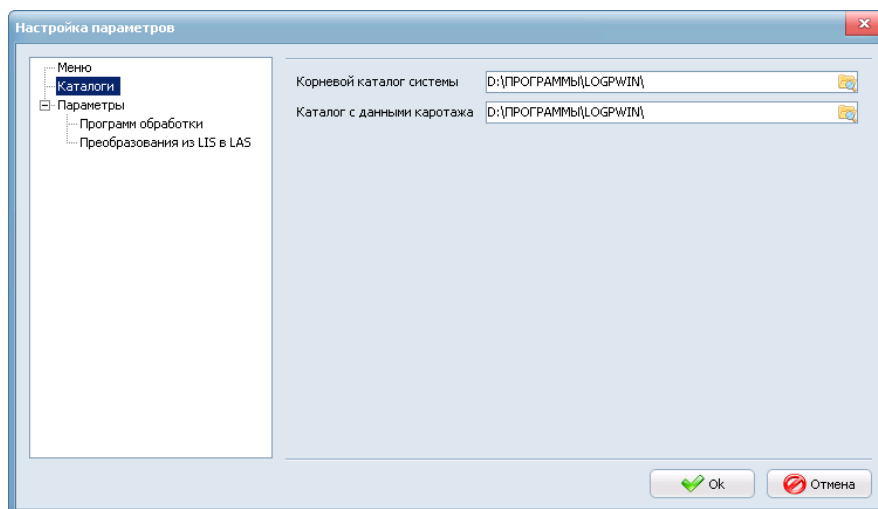 Настройка параметров
Меню
Каталоги
Параметры
Программ обработки
Преобразования из LIS в LAS
Корневой каталог системы D:\ПРОГРАММЫ\LOGPWIN\
Каталог с данными каротажа D:\ПРОГРАММЫ\LOGPWIN\
Ok Отмена